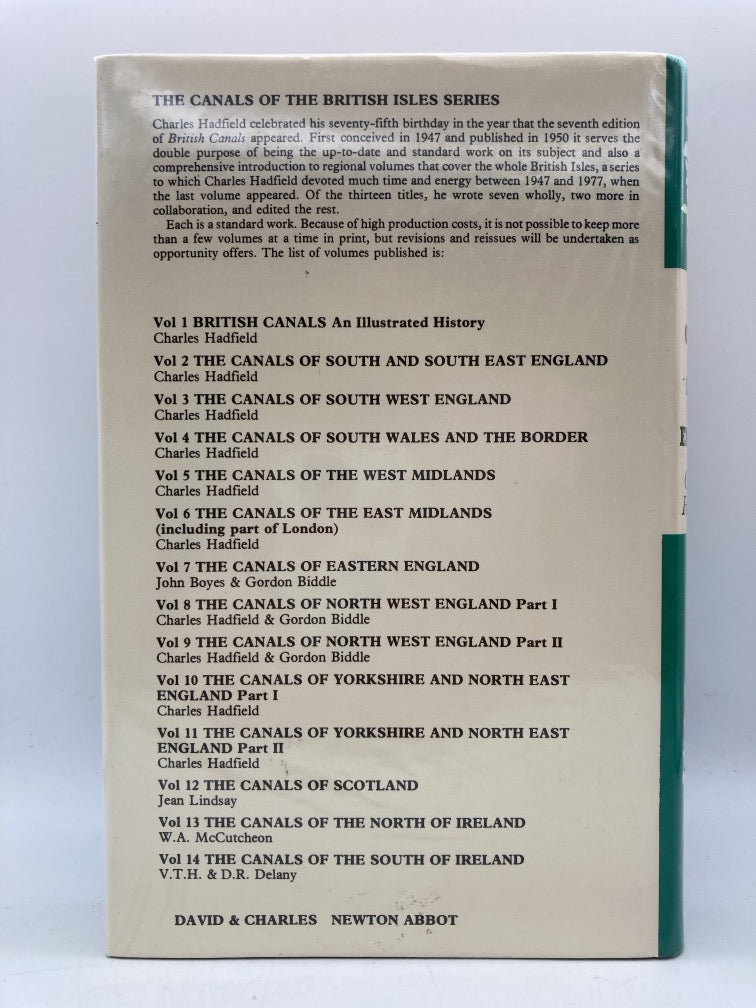 THE CANALS OF THE BRITISH ISLES SERIES
Charles Hadfield celebrated his seventy-fifth birthday in the year that the seventh edition
of British Canals appeared. First conceived in 1947 and published in 1950 it serves the
double purpose of being the up-to-date and standard work on its subject and also a
comprehensive introduction to regional volumes that cover the whole British Isles, a series
to which Charles Hadfield devoted much time and energy between 1947 and 1977, when
the last volume appeared. Of the thirteen titles, he wrote seven wholly, two more in
collaboration, and edited the rest.
Each is a standard work. Because of high production costs, it is not possible to keep more
than a few volumes at a time in print, but revisions and reissues will be undertaken as
opportunity offers. The list of volumes published is:
Vol 1 BRITISH CANALS An Illustrated History
Charles Hadfield
Vol 2 THE CANALS OF SOUTH AND SOUTH EAST ENGLAND
Charles Hadfield
Vol 3 THE CANALS OF SOUTH WEST ENGLAND
Charles Hadfield
Vol 4 THE CANALS OF SOUTH WALES AND THE BORDER
Charles Hadfield
Vol 5 THE CANALS OF THE WEST MIDLANDS
Charles Hadfield
Vol 6 THE CANALS OF THE EAST MIDLANDS
(including part of London)
Charles Hadfield
Vol 7 THE CANALS OF EASTERN ENGLAND
John Boyes & Gordon Biddle
Vol 8 THE CANALS OF NORTH WEST ENGLAND Part I
Charles Hadfield & Gordon Biddle
Vol 9 THE CANALS OF NORTH WEST ENGLAND Part II
Charles Hadfield & Gordon Biddle
Vol 10 THE CANALS OF YORKSHIRE AND NORTH EAST
ENGLAND Part I
Charles Hadfield
Vol 11 THE CANALS OF YORKSHIRE AND NORTH EAST
ENGLAND Part II
Charles Hadfield
Vol 12 THE CANALS OF SCOTLAND
Jean Lindsay
Vol 13 THE CANALS OF THE NORTH OF IRELAND
W.A. McCutcheon
Vol 14 THE CANALS OF THE SOUTH OF IRELAND
V.T.H. & D.R. Delany
DAVID & CHARLES NEWTON ABBOT